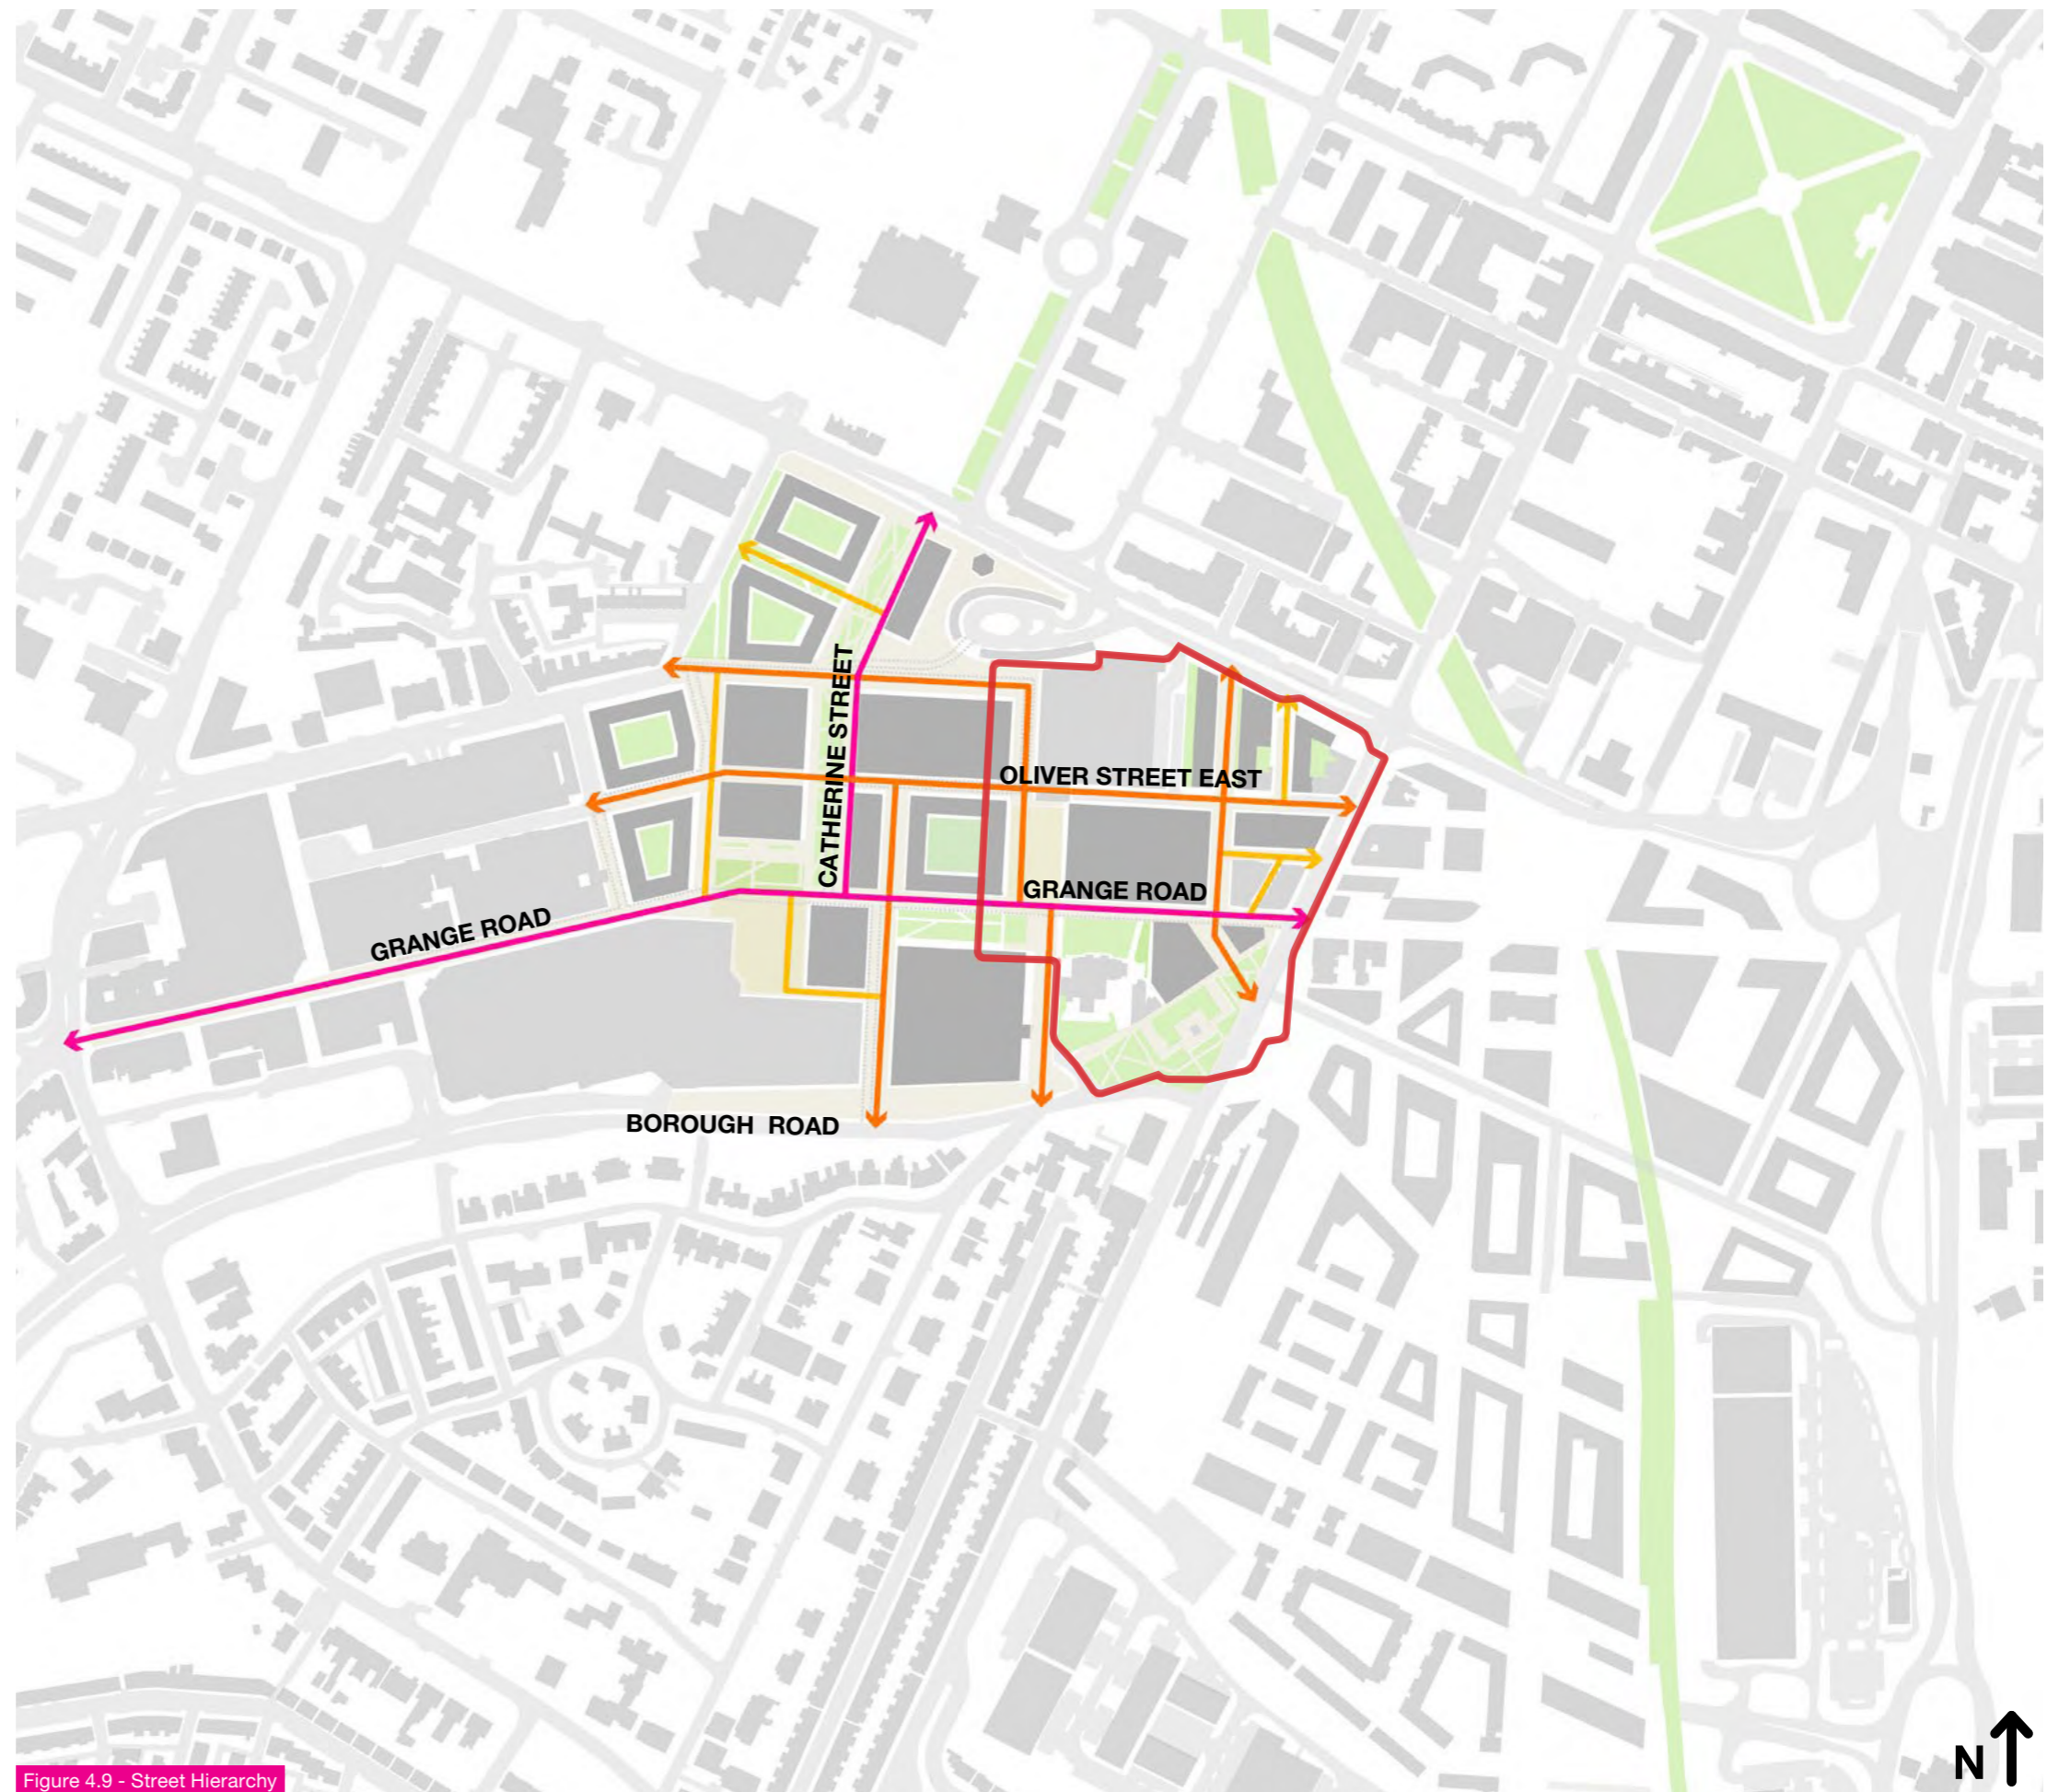 CATHERINE STREET
OLIVER STREET EAST
GRANGE ROAD
GRANGE ROAD
BOROUGH ROAD
N
Figure 4.9 - Street Hierarchy